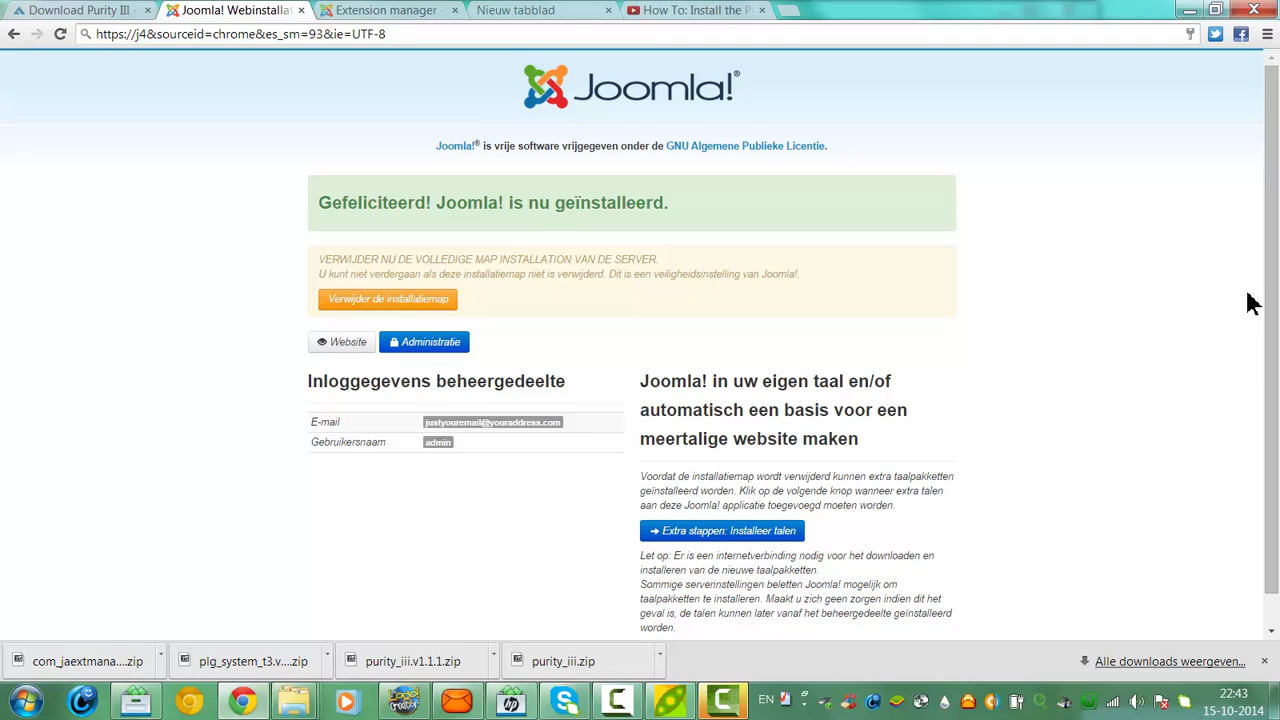 Download Purity III -
Joomla! Webinstallat
Extension manager -
Nieuw tabblad
How To: Install the P
https://j4&sourceid=chrome&es_sm=93&ie=UTF-8
Joomla!®
Joomla!® is vrije software vrijgegeven onder de GNU Algemene Publieke Licentie.
Gefeliciteerd! Joomla! is nu geïnstalleerd.
VERWIJDER NU DE VOLLEDIGE MAP INSTALLATION VAN DE SERVER.
U kunt niet verdergaan als deze installatiemap niet is verwijderd. Dit is een veiligheidsinstelling van Joomla!.
Verwijder de installatiemap
Website
Administratie
Inloggegevens beheergedeelte
E-mail justyouremail@youraddress.com
Gebruikersnaam admin
Joomla! in uw eigen taal en/of
automatisch een basis voor een
meertalige website maken
Voordat de installatiemap wordt verwijderd kunnen extra taalpakketten
geïnstalleerd worden. Klik op de volgende knop wanneer extra talen
aan deze Joomla! applicatie toegevoegd moeten worden.
Extra stappen: Installeer talen
Let op: Er is een internetverbinding nodig voor het downloaden en
installeren van de nieuwe taalpakketten.
Sommige serverinstellingen beletten Joomla! mogelijk om
taalpakketten te installeren. Maakt u zich geen zorgen indien dit het
geval is, de talen kunnen later vanaf het beheergedeelte geïnstalleerd
worden.
com_jaextmana....zip
plg_system_t3.v....zip
purity_iii.v1.1.1.zip
purity_iii.zip
Alle downloads weergeven...
EN
22:43
15-10-2014